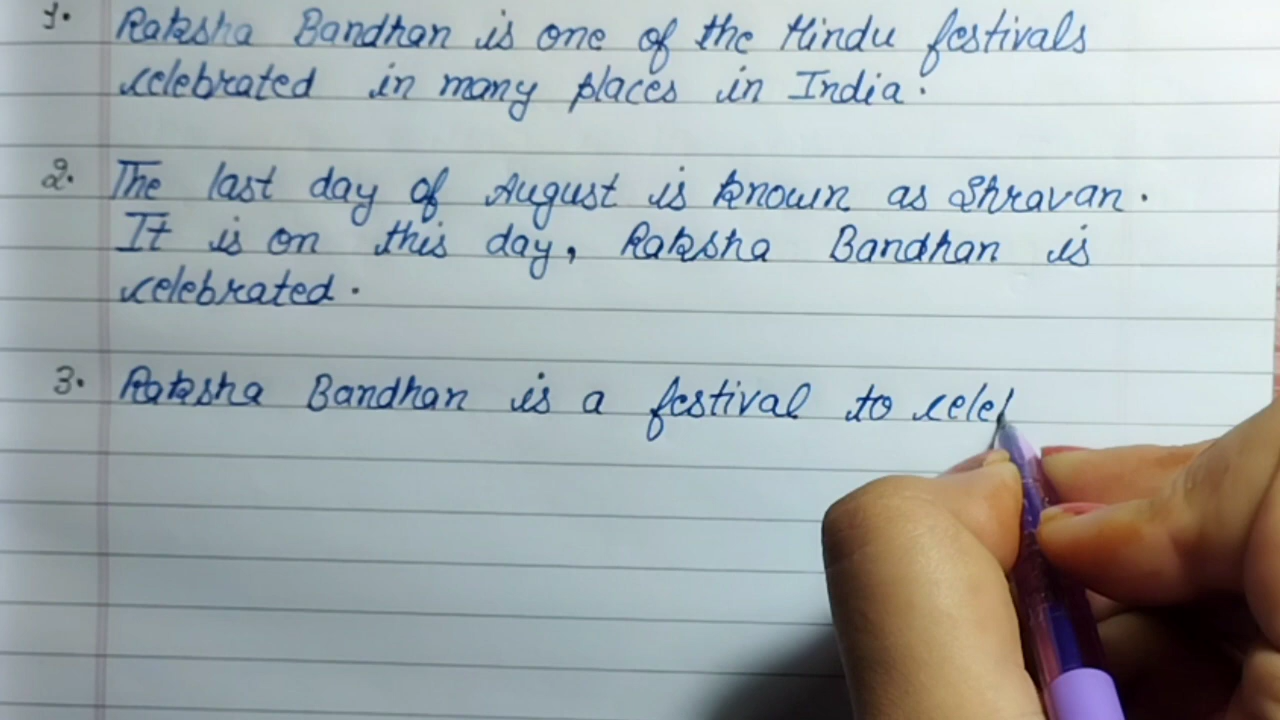 1. Raksha Bandhan is one of the Hindu festivals
celebrated in many places in India.
2. The last day of August is known as Shravan.
It is on this day, Raksha Bandhan is
celebrated.
3. Raksha Bandhan is a festival to cele